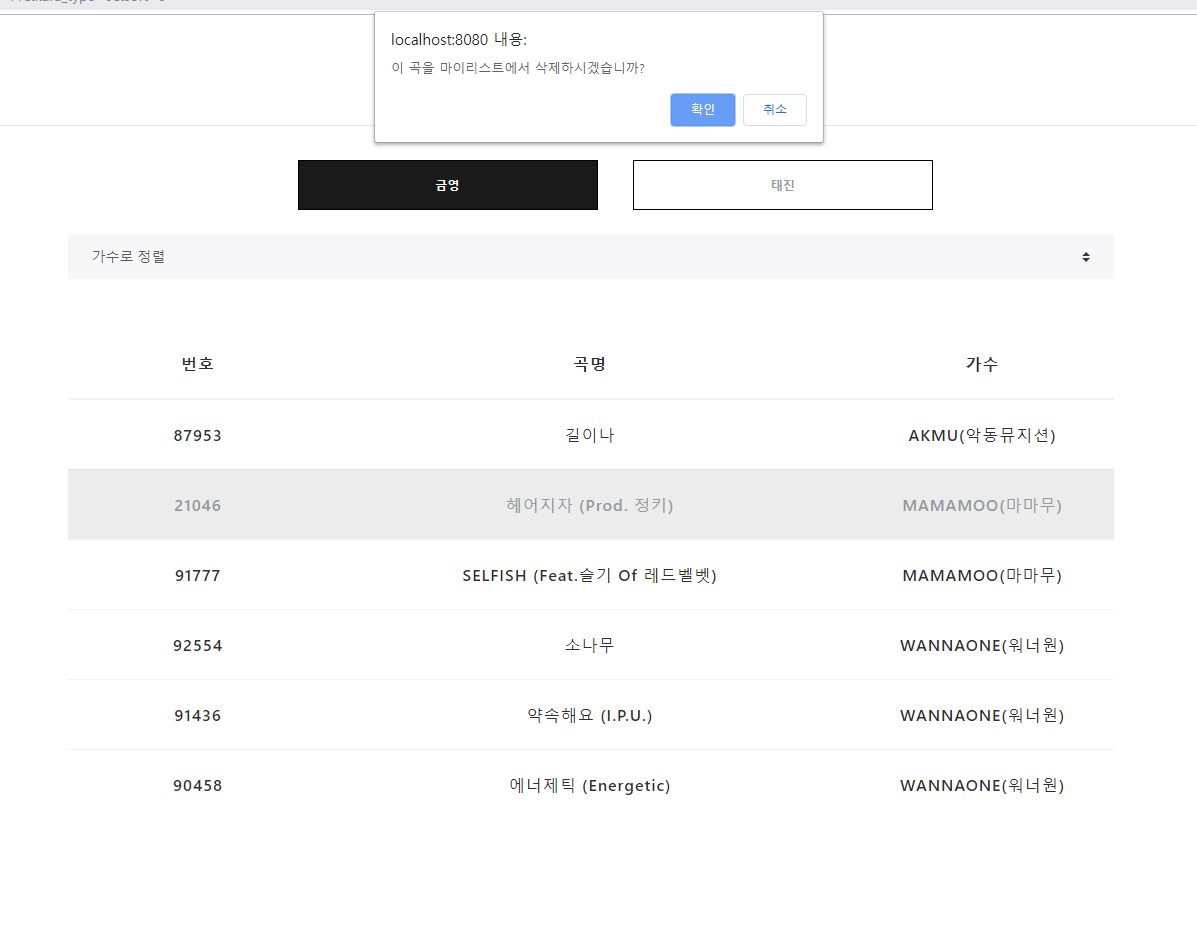 localhost:8080 내용:
이 곡을 마이리스트에서 삭제하시겠습니까?
확인 취소
금영 태진
가수로 정렬
번호 곡명 가수
87953 길이나 AKMU(악동뮤지션)
21046 헤어지자 (Prod. 정키) MAMAMOO(마마무)
91777 SELFISH (Feat.슬기 Of 레드벨벳) MAMAMOO(마마무)
92554 소나무 WANNAONE(워너원)
91436 약속해요 (I.P.U.) WANNAONE(워너원)
90458 에너제틱 (Energetic) WANNAONE(워너원)